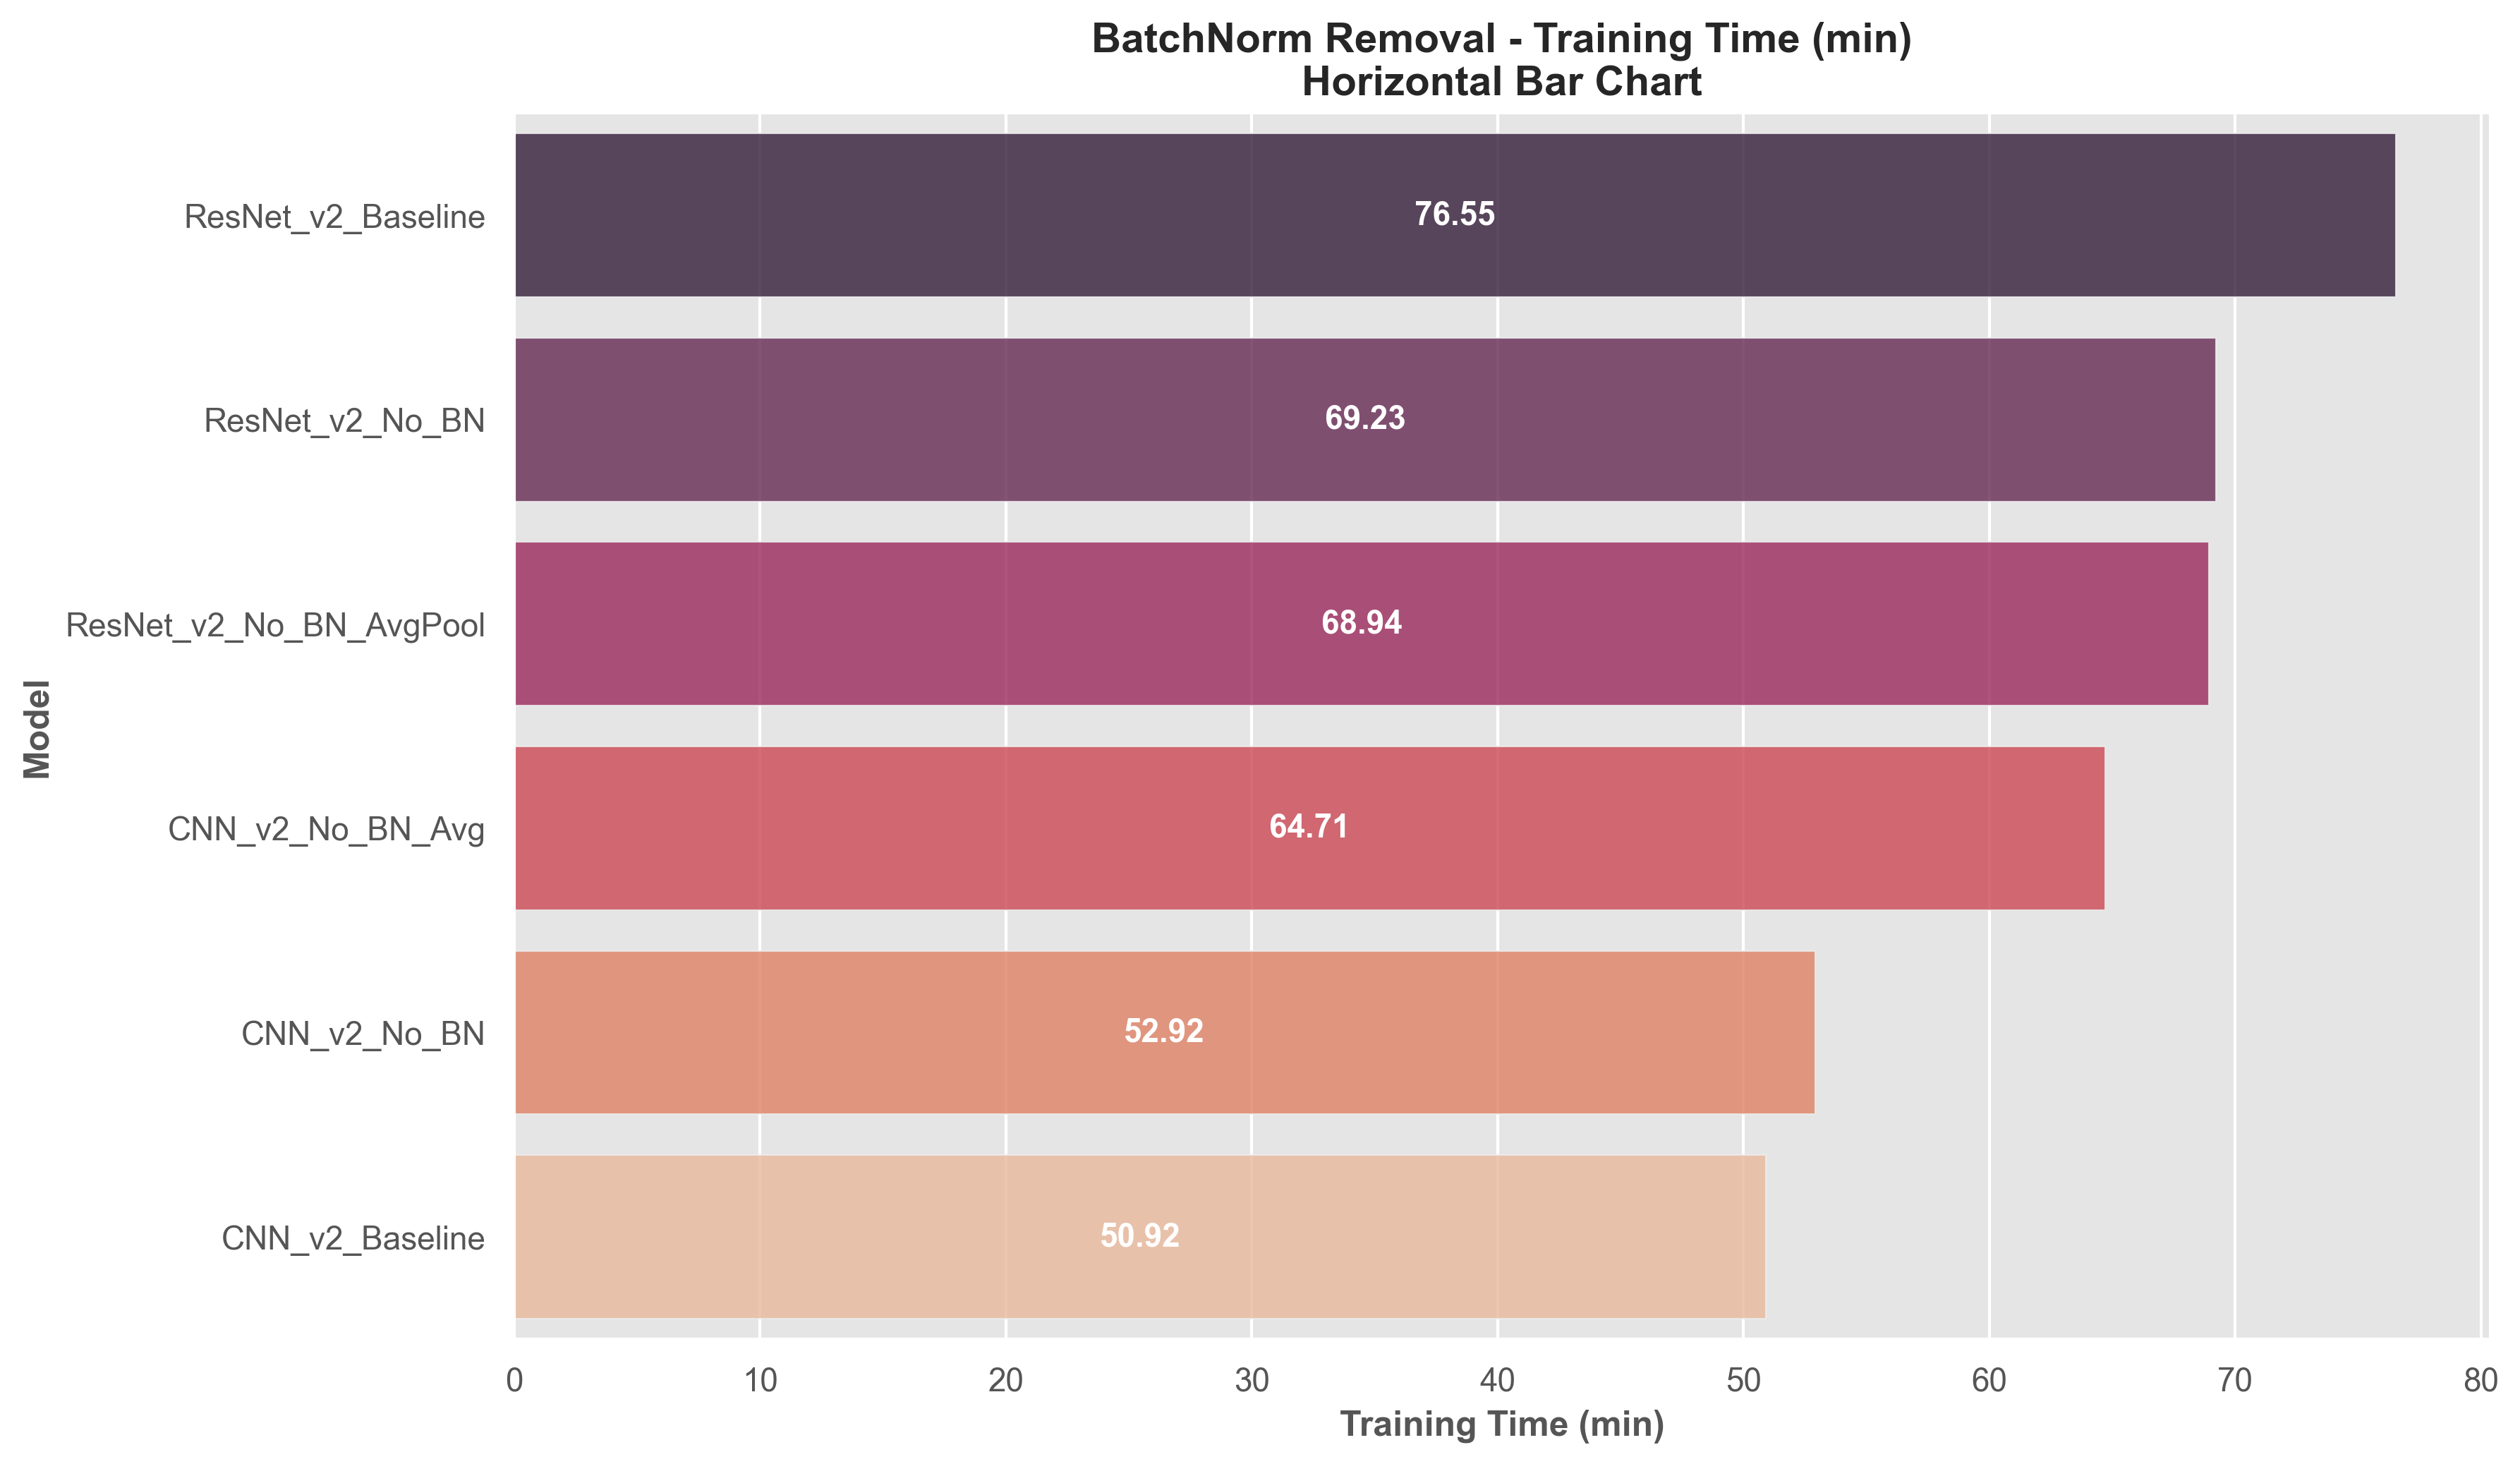 BatchNorm Removal - Training Time (min)
Horizontal Bar Chart
Model
ResNet_v2_Baseline
76.55
ResNet_v2_No_BN
69.23
ResNet_v2_No_BN_AvgPool
68.94
CNN_v2_No_BN_Avg
64.71
CNN_v2_No_BN
52.92
CNN_v2_Baseline
50.92
0 10 20 30 40 50 60 70 80
Training Time (min)